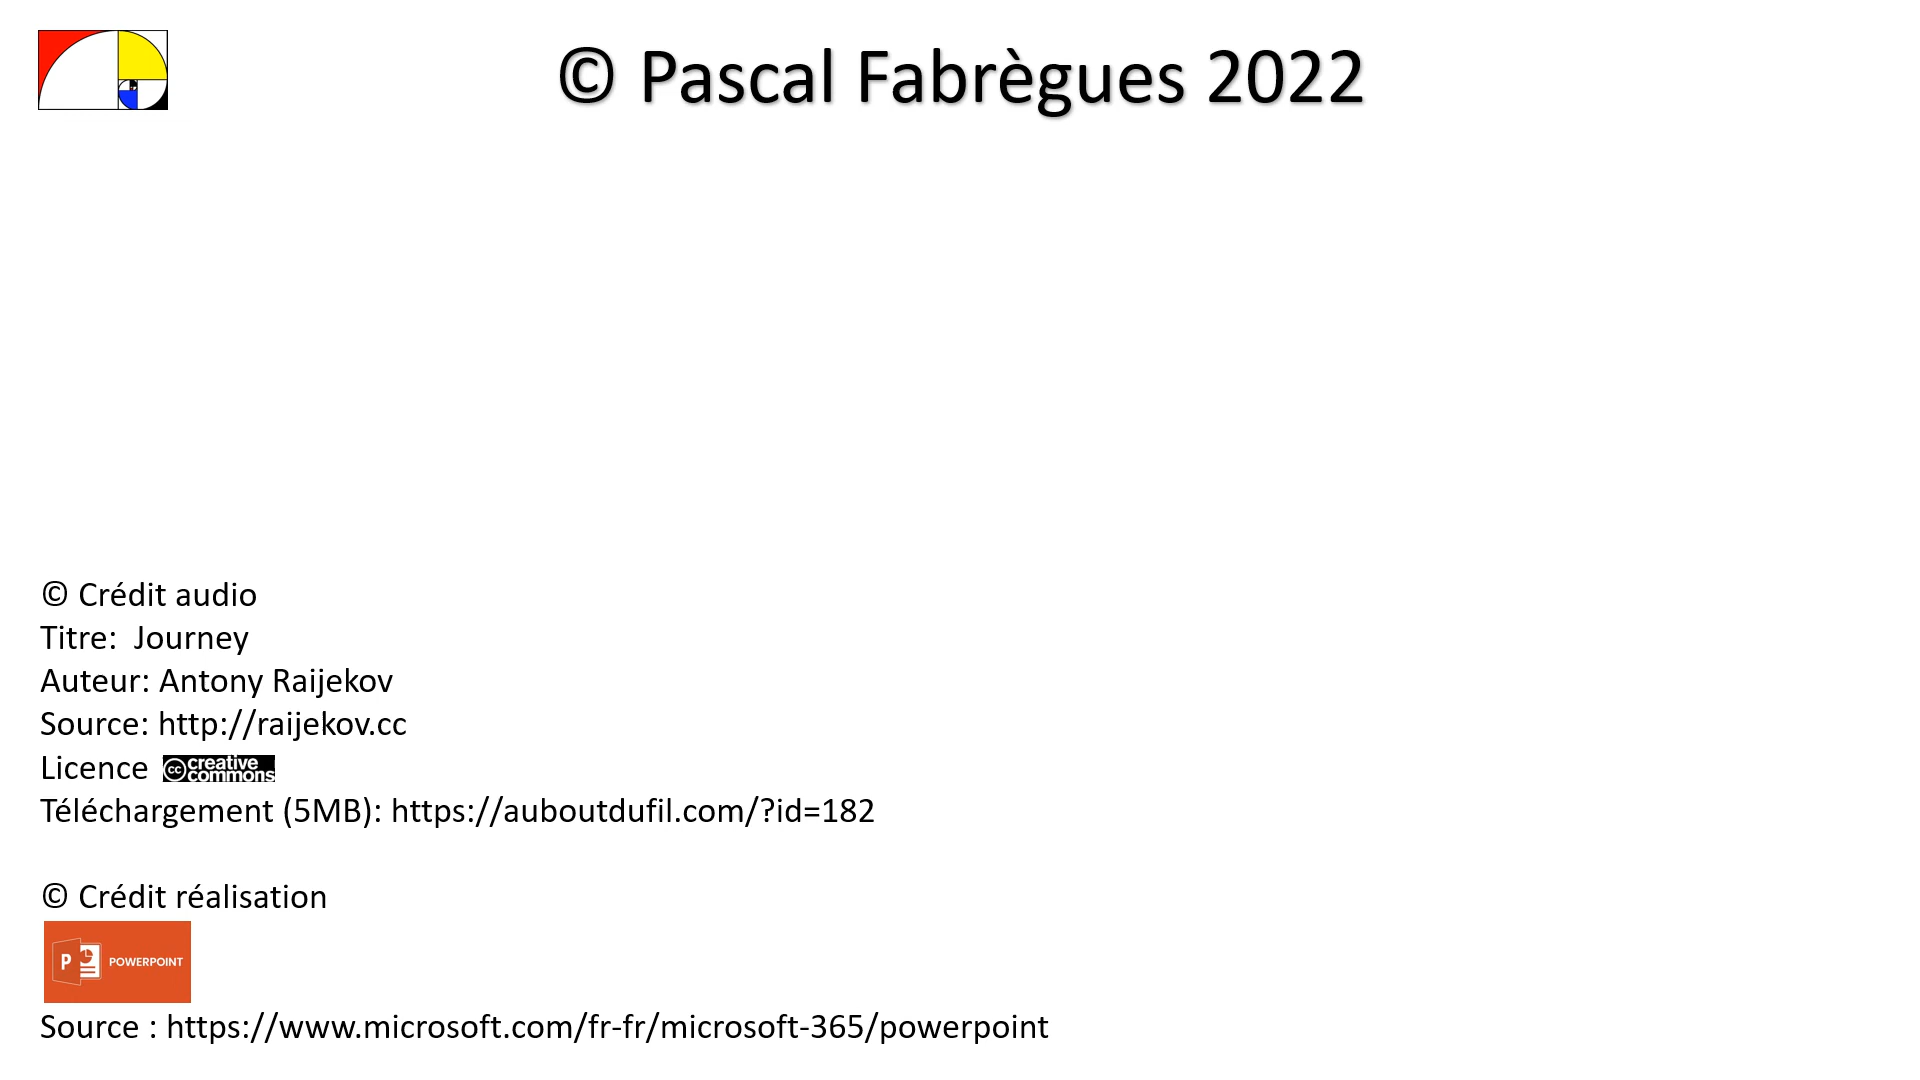 © Pascal Fabrègues 2022
© Crédit audio
Titre:  Journey
Auteur: Antony Raijekov
Source: http://raijekov.cc
Licence cc creative commons
Téléchargement (5MB): https://auboutdufil.com/?id=182
© Crédit réalisation
P POWERPOINT
Source : https://www.microsoft.com/fr-fr/microsoft-365/powerpoint